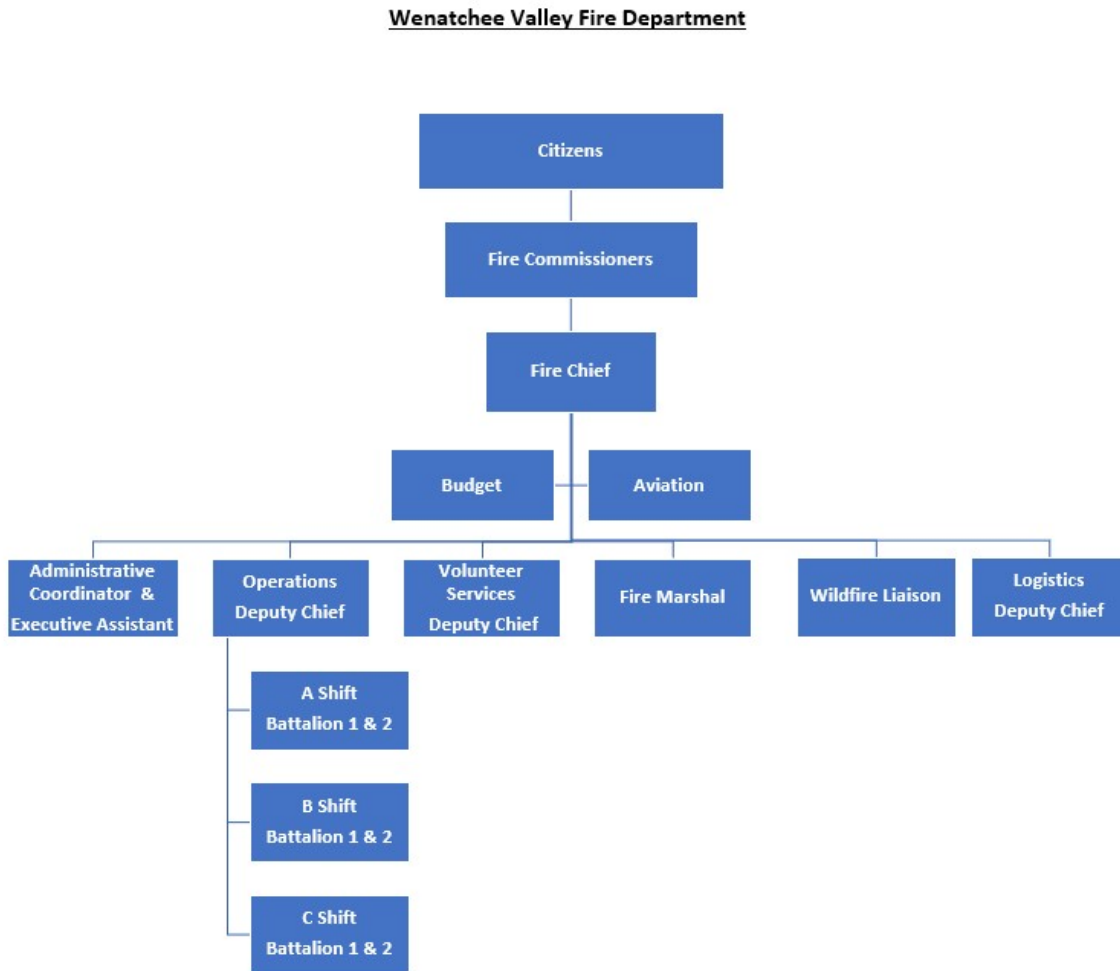 Wenatchee Valley Fire Department
Citizens
Fire Commissioners
Fire Chief
Budget
Aviation
Administrative
Coordinator &
Executive Assistant
Operations
Deputy Chief
Volunteer
Services
Deputy Chief
Fire Marshal
Wildfire Liaison
Logistics
Deputy Chief
A Shift
Battalion 1 & 2
B Shift
Battalion 1 & 2
C Shift
Battalion 1 & 2